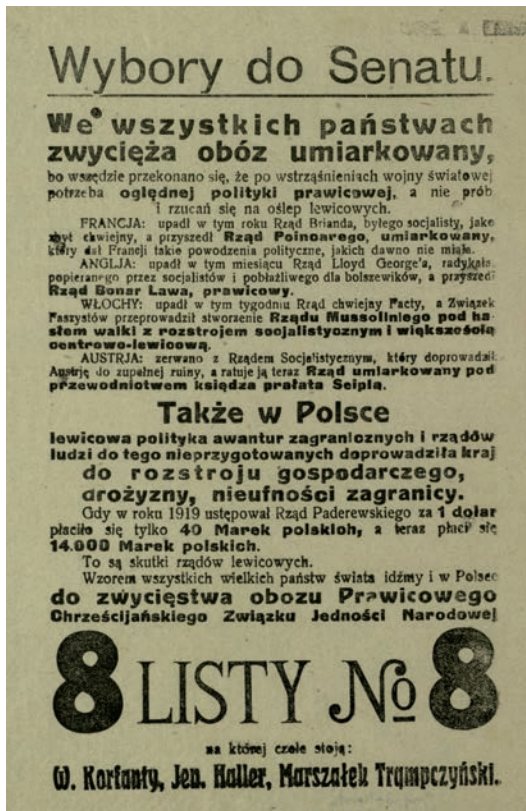 Wybory do Senatu.
We wszystkich państwach
zwycięża obóz umiarkowany,
bo wszędzie przekonano się, że po wstrząśnieniach wojny światowej
potrzeba oględnej polityki prawicowej, a nie prób
i rzucań się na oślep lewicowych.
FRANCJA: upadł w tym roku Rząd Brianda, byłego socjalisty, jako
zbyt chwiejny, a przyszedł Rząd Poincarego, umiarkowany,
który dał Francji takie powodzenia polityczne, jakich dawno nie miała.
ANGLJA: upadł w tym miesiącu Rząd Lloyd George'a, radykała,
popieranego przez socjalistów i pobłażliwego dla bolszewików, a przyszedł
Rząd Bonar Lawa, prawicowy.
WŁOCHY: upadł w tym tygodniu Rząd chwiejny Facty, a Związek
Faszystów przeprowadził stworzenie Rządu Mussoliniego pod ha-
słem walki z rozstrojem socjalistycznym i większością
centrowo-lewicową.
AUSTRJA: zerwano z Rządem Socjalistycznym, który doprowadził
Austrję do zupełnej ruiny, a ratuje ją teraz Rząd umiarkowany pod
przewodnictwem księdza prałata Seipla.
Także w Polsce
lewicowa polityka awantur zagranicznych i rządów
ludzi do tego nieprzygotowanych doprowadziła kraj
do rozstroju gospodarczego,
drożyzny, nieufności zagranicy.
Gdy w roku 1919 ustępował Rząd Paderewskiego za 1 dolar
płaciło się tylko 40 Marek polskich, a teraz płaci się
14.000 Marek polskich.
To są skutki rządów lewicowych.
Wzorem wszystkich wielkich państw świata idźmy i w Polsce
do zwycięstwa obozu Prawicowego
Chrześcijańskiego Związku Jedności Narodowej
8 LISTY No 8
na której czele stoją:
W. Korfanty, Jen. Haller, Marszałek Trąmpczyński.